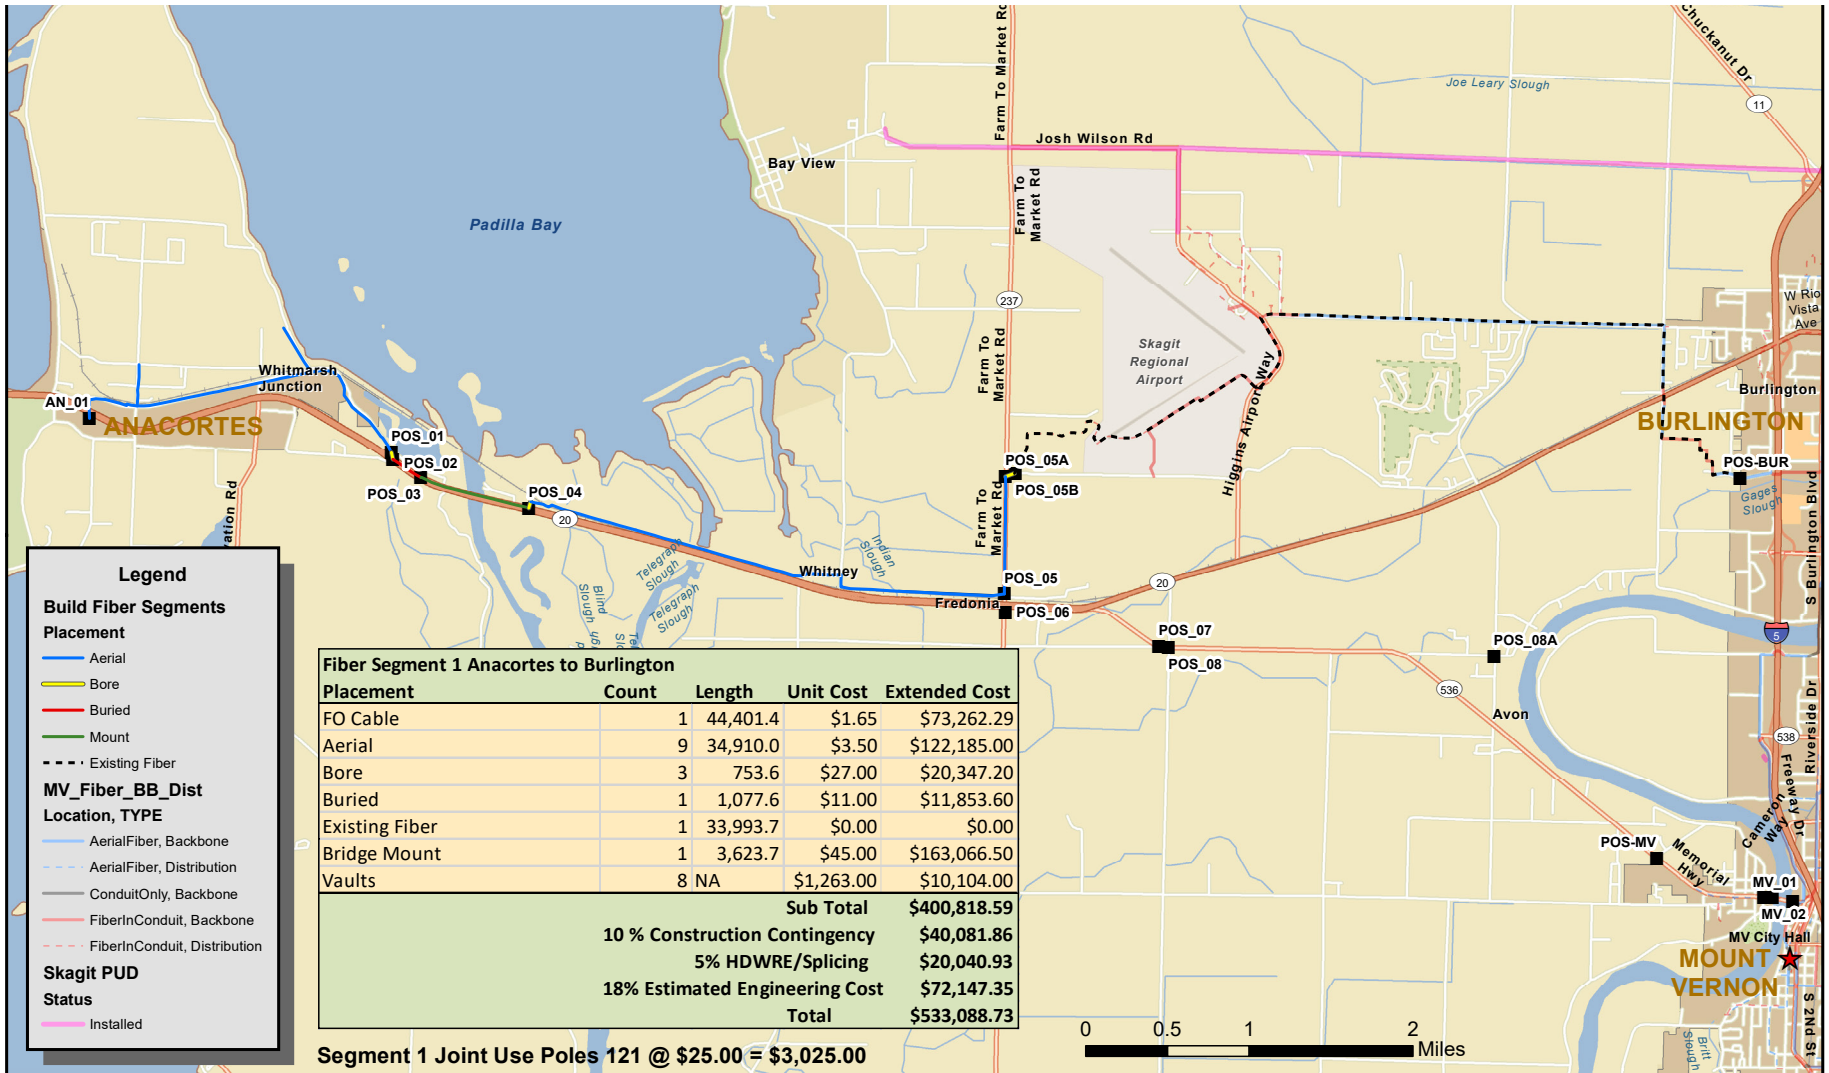 Chuckanut Dr
Farm To Market Rd
Joe Leary Slough
11
Josh Wilson Rd
Bay View
Farm To
Market Rd
Padilla Bay
237
W Rio
Vista
Ave
Farm To
Market Rd
Skagit
Regional
Airport
Whitmarsh
Junction
Burlington
AN_01
ANACORTES
BURLINGTON
Higgins Airport Way
POS_01
POS_02
POS_03
POS_04
POS_05A
POS_05B
POS-BUR
Gages
Slough
S Burlington Blvd
20
Farm To
Market Rd
Indian
Slough
Telegraph
Slough
Whitney
POS_05
20
Fredonia
POS_06
Blind
Slough
Telegraph
Slough
POS_07
POS_08
POS_08A
5
536
Avon
538
Riverside Dr
Freeway Dr
Cameron
Way
POS-MV
Memorial
Hwy
MV_01
MV_02
MV City Hall
MOUNT
VERNON
S 2Nd St
Britt
Slough
Legend
Build Fiber Segments
Placement
Aerial
Bore
Buried
Mount
Existing Fiber
MV_Fiber_BB_Dist
Location, TYPE
AerialFiber, Backbone
AerialFiber, Distribution
ConduitOnly, Backbone
FiberInConduit, Backbone
FiberInConduit, Distribution
Skagit PUD
Status
Installed
Fiber Segment 1 Anacortes to Burlington
Placement Count Length Unit Cost Extended Cost
FO Cable 1 44,401.4 $1.65 $73,262.29
Aerial 9 34,910.0 $3.50 $122,185.00
Bore 3 753.6 $27.00 $20,347.20
Buried 1 1,077.6 $11.00 $11,853.60
Existing Fiber 1 33,993.7 $0.00 $0.00
Bridge Mount 1 3,623.7 $45.00 $163,066.50
Vaults 8 NA $1,263.00 $10,104.00
Sub Total $400,818.59
10 % Construction Contingency $40,081.86
5% HDWRE/Splicing $20,040.93
18% Estimated Engineering Cost $72,147.35
Total $533,088.73
Segment 1 Joint Use Poles 121 @ $25.00 = $3,025.00
0 0.5 1 2
Miles